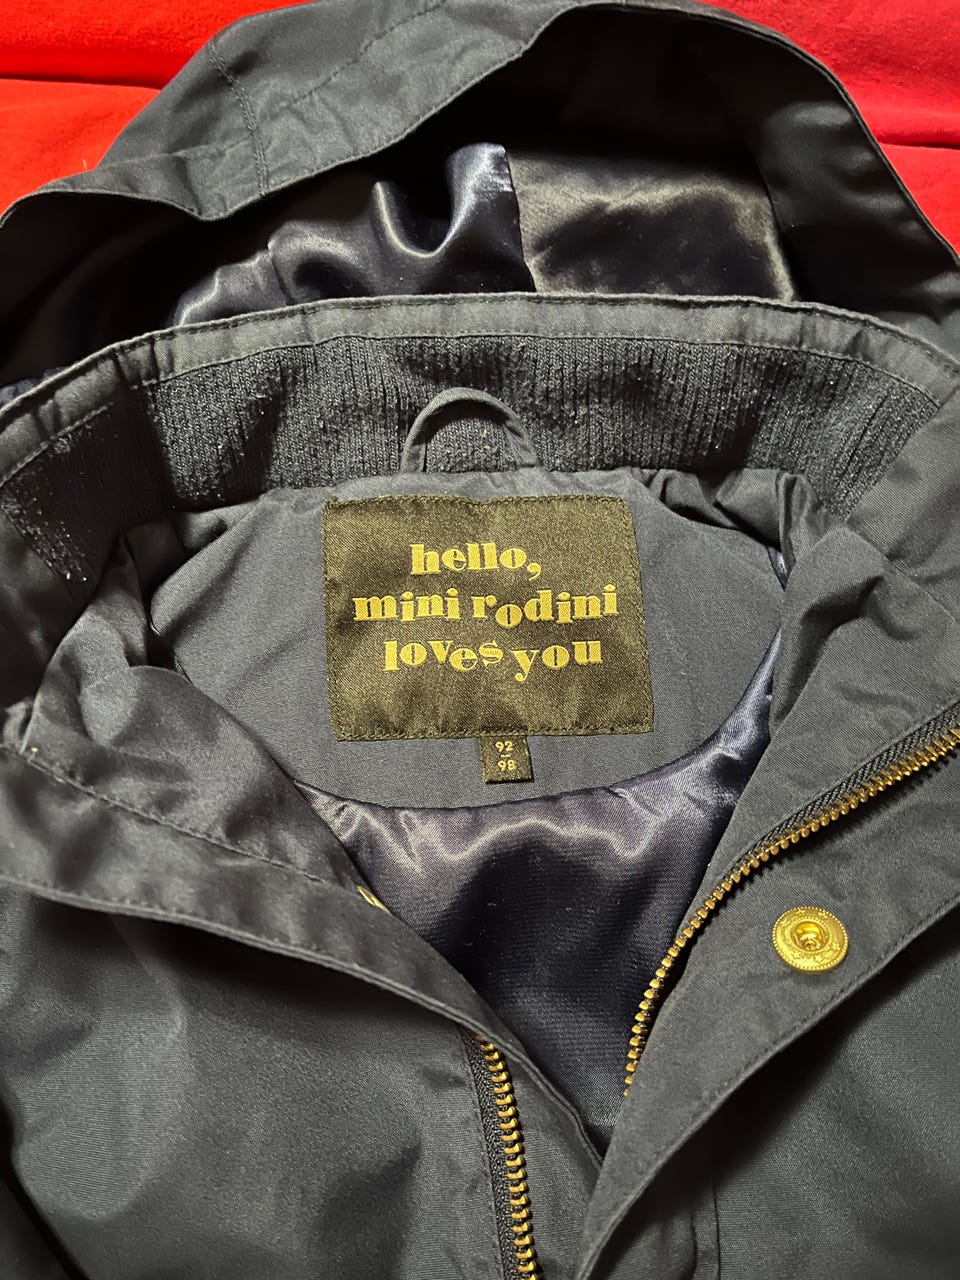 hello,
mini rodini
loves you
92
-
98